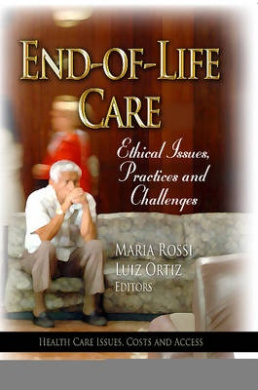 END-OF-LIFE
CARE
Ethical Issues,
Practices and
Challenges
MARIA ROSSI
LUIZ ORTIZ
EDITORS
HEALTH CARE ISSUES, COSTS AND ACCESS